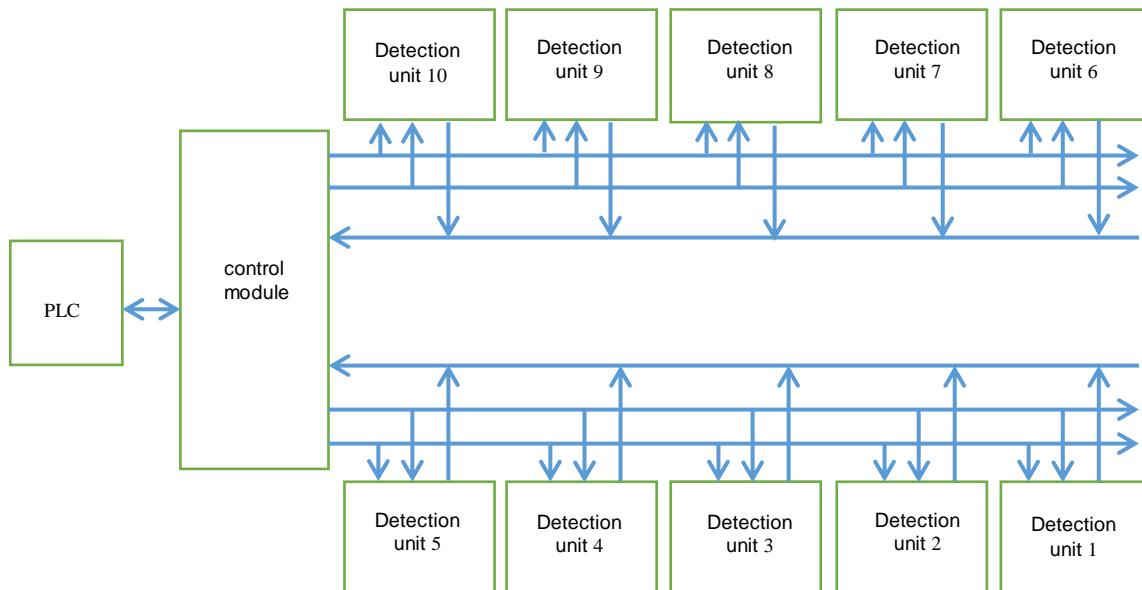 Detection
unit 10
Detection
unit 9
Detection
unit 8
Detection
unit 7
Detection
unit 6
PLC
control
module
Detection
unit 5
Detection
unit 4
Detection
unit 3
Detection
unit 2
Detection
unit 1